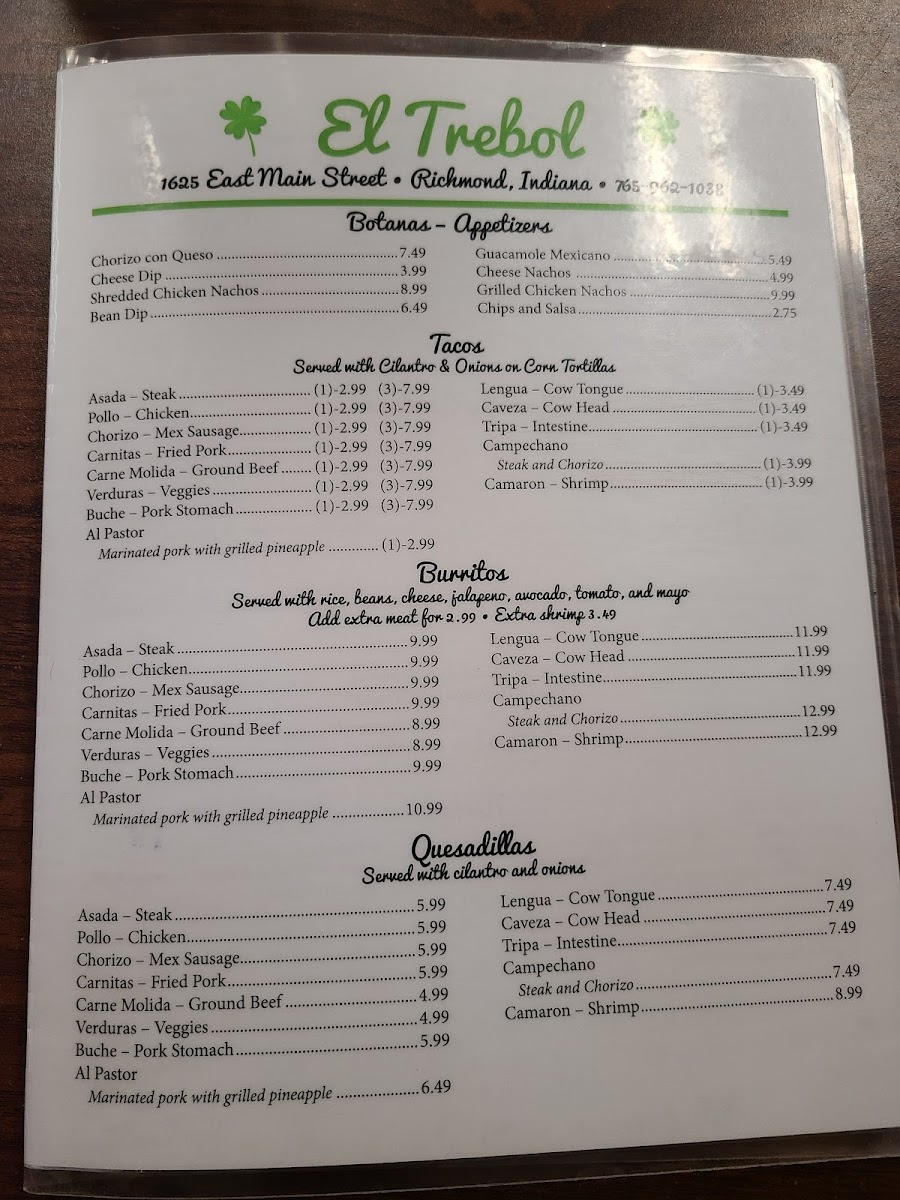 El Trebol
1625 East Main Street • Richmond, Indiana • 765-962-1038
Botanas – Appetizers
Chorizo con Queso 7.49
Cheese Dip 3.99
Shredded Chicken Nachos 8.99
Bean Dip 6.49
Guacamole Mexicano 5.49
Cheese Nachos 4.99
Grilled Chicken Nachos 9.99
Chips and Salsa 2.75
Tacos
Served with Cilantro & Onions on Corn Tortillas
Asada – Steak (1)-2.99 (3)-7.99
Pollo – Chicken (1)-2.99 (3)-7.99
Chorizo – Mex Sausage (1)-2.99 (3)-7.99
Carnitas – Fried Pork (1)-2.99 (3)-7.99
Carne Molida – Ground Beef (1)-2.99 (3)-7.99
Verduras – Veggies (1)-2.99 (3)-7.99
Buche – Pork Stomach (1)-2.99 (3)-7.99
Al Pastor
Marinated pork with grilled pineapple (1)-2.99
Lengua – Cow Tongue (1)-3.49
Caveza – Cow Head (1)-3.49
Tripa – Intestine (1)-3.49
Campechano
Steak and Chorizo (1)-3.99
Camaron – Shrimp (1)-3.99
Burritos
Served with rice, beans, cheese, jalapeno, avocado, tomato, and mayo
Add extra meat for 2.99 • Extra shrimp 3.49
Asada – Steak 9.99
Pollo – Chicken 9.99
Chorizo – Mex Sausage 9.99
Carnitas – Fried Pork 9.99
Carne Molida – Ground Beef 8.99
Verduras – Veggies 8.99
Buche – Pork Stomach 9.99
Al Pastor
Marinated pork with grilled pineapple 10.99
Lengua – Cow Tongue 11.99
Caveza – Cow Head 11.99
Tripa – Intestine 11.99
Campechano
Steak and Chorizo 12.99
Camaron – Shrimp 12.99
Quesadillas
Served with cilantro and onions
Asada – Steak 5.99
Pollo – Chicken 5.99
Chorizo – Mex Sausage 5.99
Carnitas – Fried Pork 5.99
Carne Molida – Ground Beef 4.99
Verduras – Veggies 4.99
Buche – Pork Stomach 5.99
Al Pastor
Marinated pork with grilled pineapple 6.49
Lengua – Cow Tongue 7.49
Caveza – Cow Head 7.49
Tripa – Intestine 7.49
Campechano
Steak and Chorizo 7.49
Camaron – Shrimp 8.99